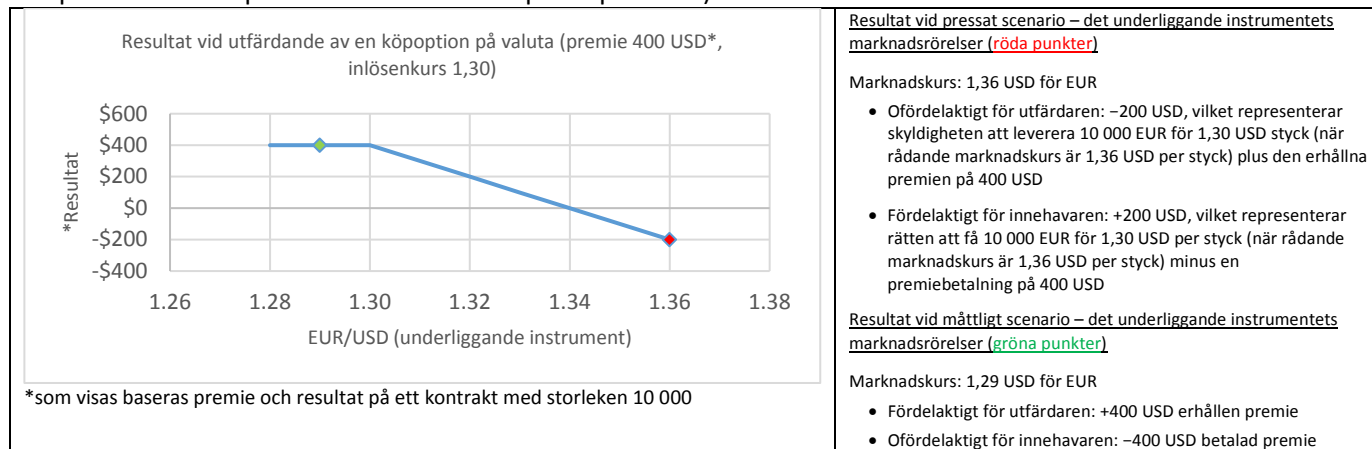 Resultat vid utfärdande av en köpoption på valuta (premie 400 USD*,
inlösenkurs 1,30)
$600
$400
$200
$0
-$200
-$400
*Resultat
1.26 1.28 1.30 1.32 1.34 1.36 1.38
EUR/USD (underliggande instrument)
*som visas baseras premie och resultat på ett kontrakt med storleken 10 000
Resultat vid pressat scenario – det underliggande instrumentets
marknadsrörelser (röda punkter)
Marknadskurs: 1,36 USD för EUR
• Ofördelaktigt för utfärdaren: −200 USD, vilket representerar
skyldigheten att leverera 10 000 EUR för 1,30 USD styck (när
rådande marknadskurs är 1,36 USD per styck) plus den erhållna
premien på 400 USD
• Fördelaktigt för innehavaren: +200 USD, vilket representerar
rätten att få 10 000 EUR för 1,30 USD per styck (när rådande
marknadskurs är 1,36 USD per styck) minus en
premiebetalning på 400 USD
Resultat vid måttligt scenario – det underliggande instrumentets
marknadsrörelser (gröna punkter)
Marknadskurs: 1,29 USD för EUR
• Fördelaktigt för utfärdaren: +400 USD erhållen premie
• Ofördelaktigt för innehavaren: −400 USD betalad premie